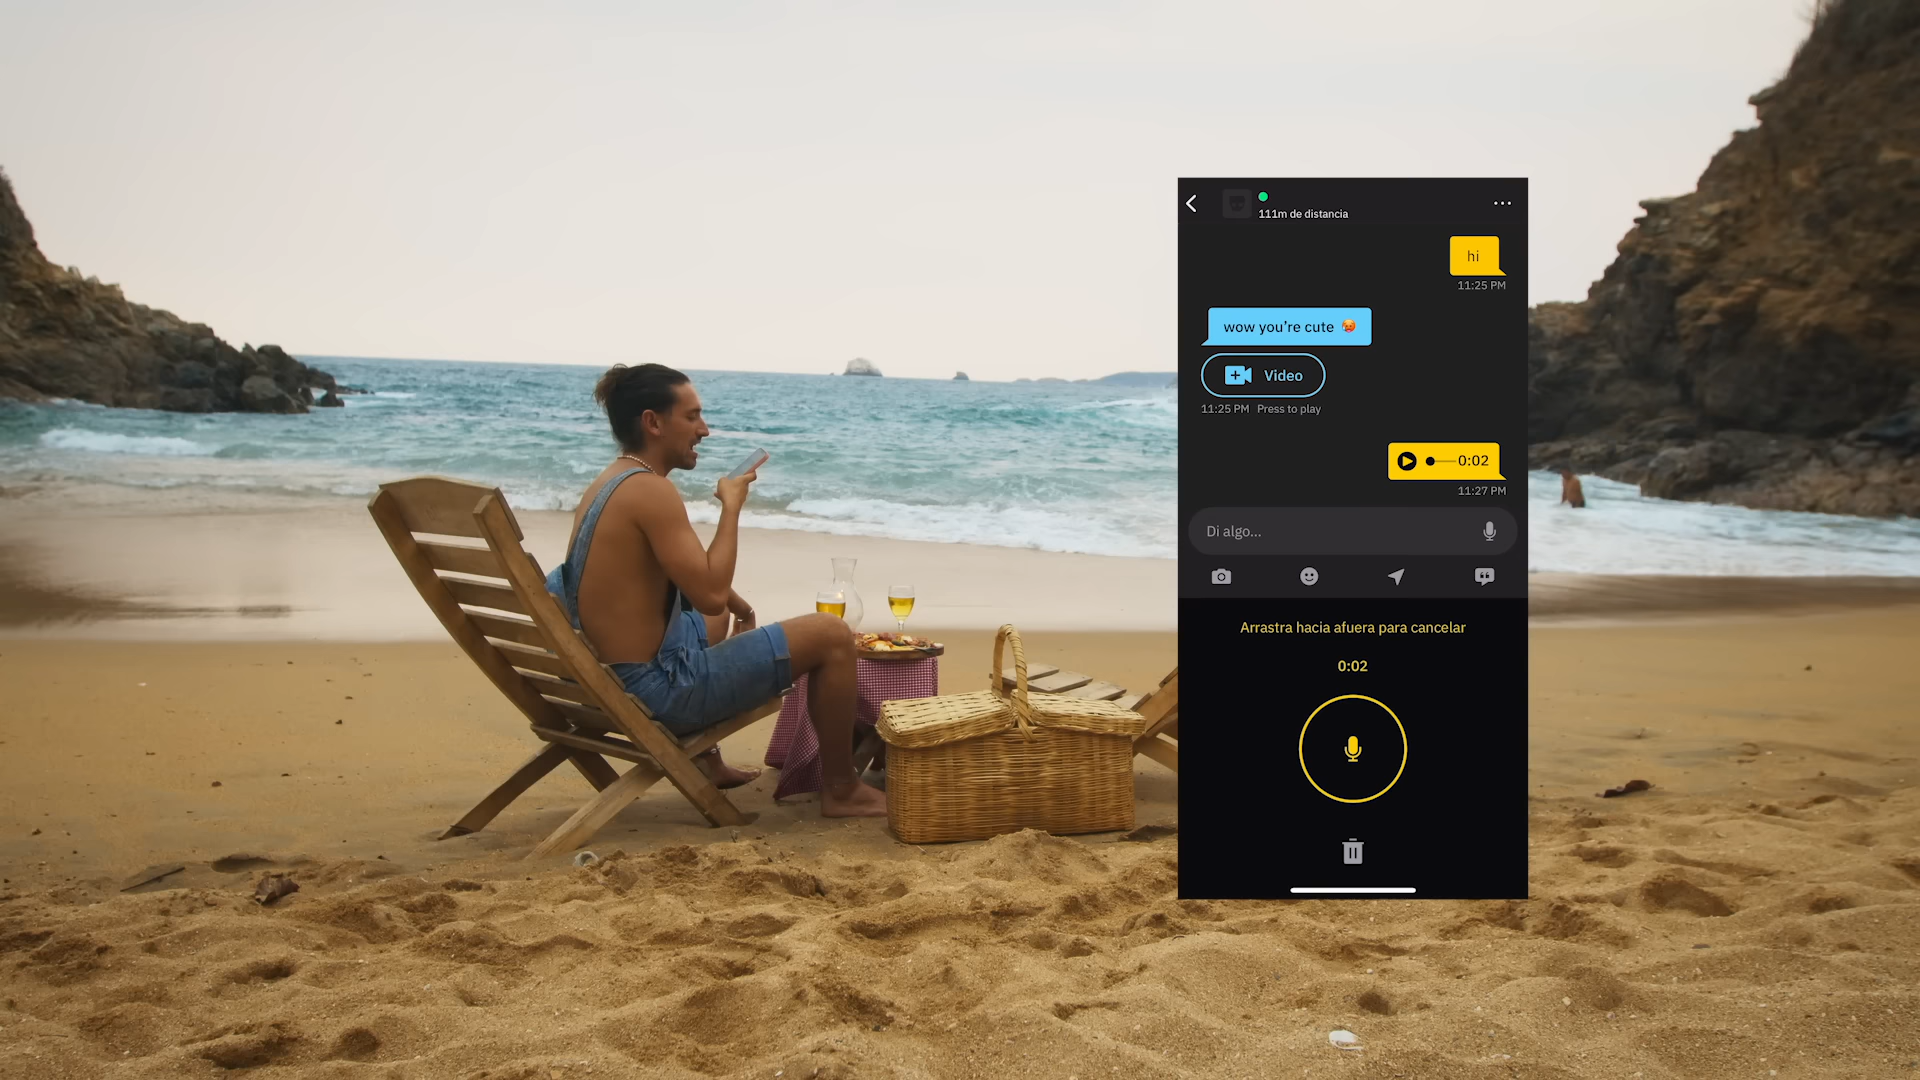 111m de distancia
hi
11:25 PM
wow you're cute 🥵
Video
11:25 PM Press to play
0:02
11:27 PM
Di algo...
Arrastra hacia afuera para cancelar
0:02